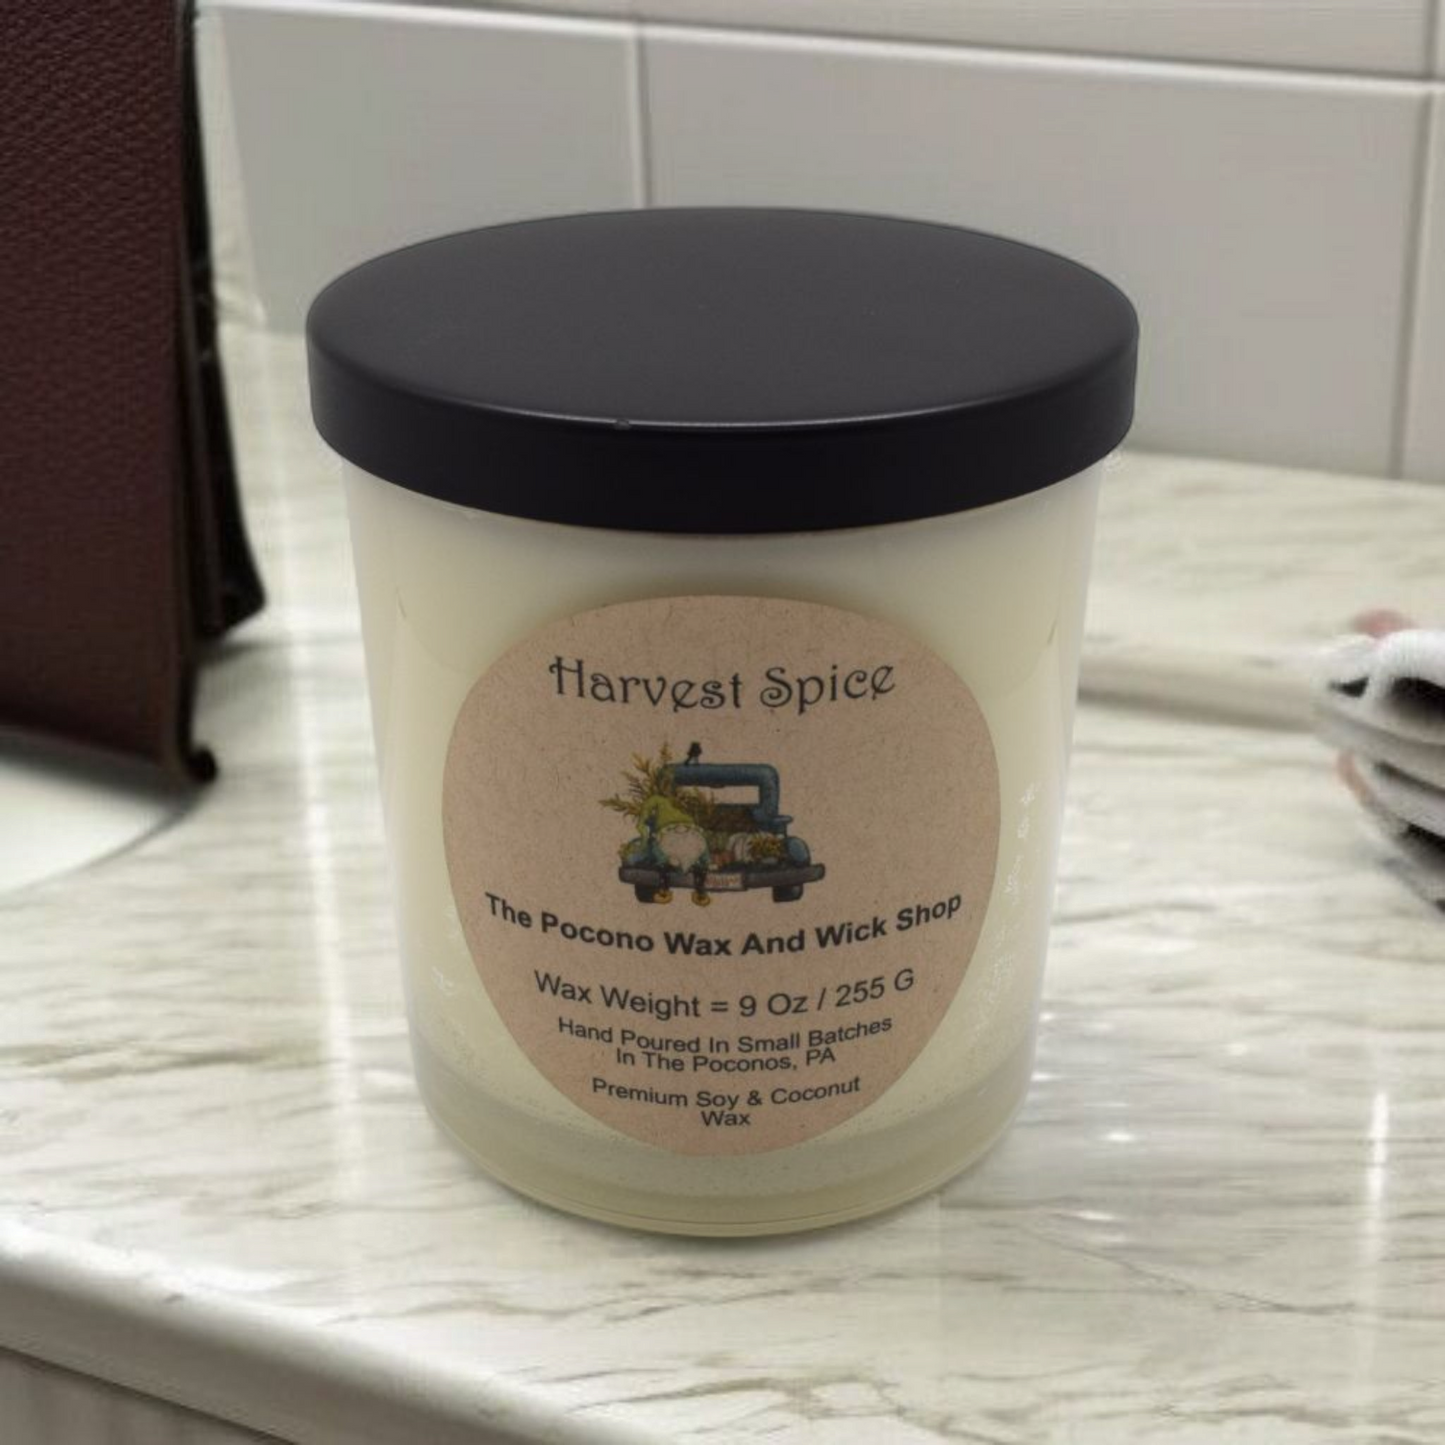 Harvest Spice
The Pocono Wax And Wick Shop
Wax Weight = 9 Oz / 255 G
Hand Poured In Small Batches
In The Poconos, PA
Premium Soy & Coconut
Wax